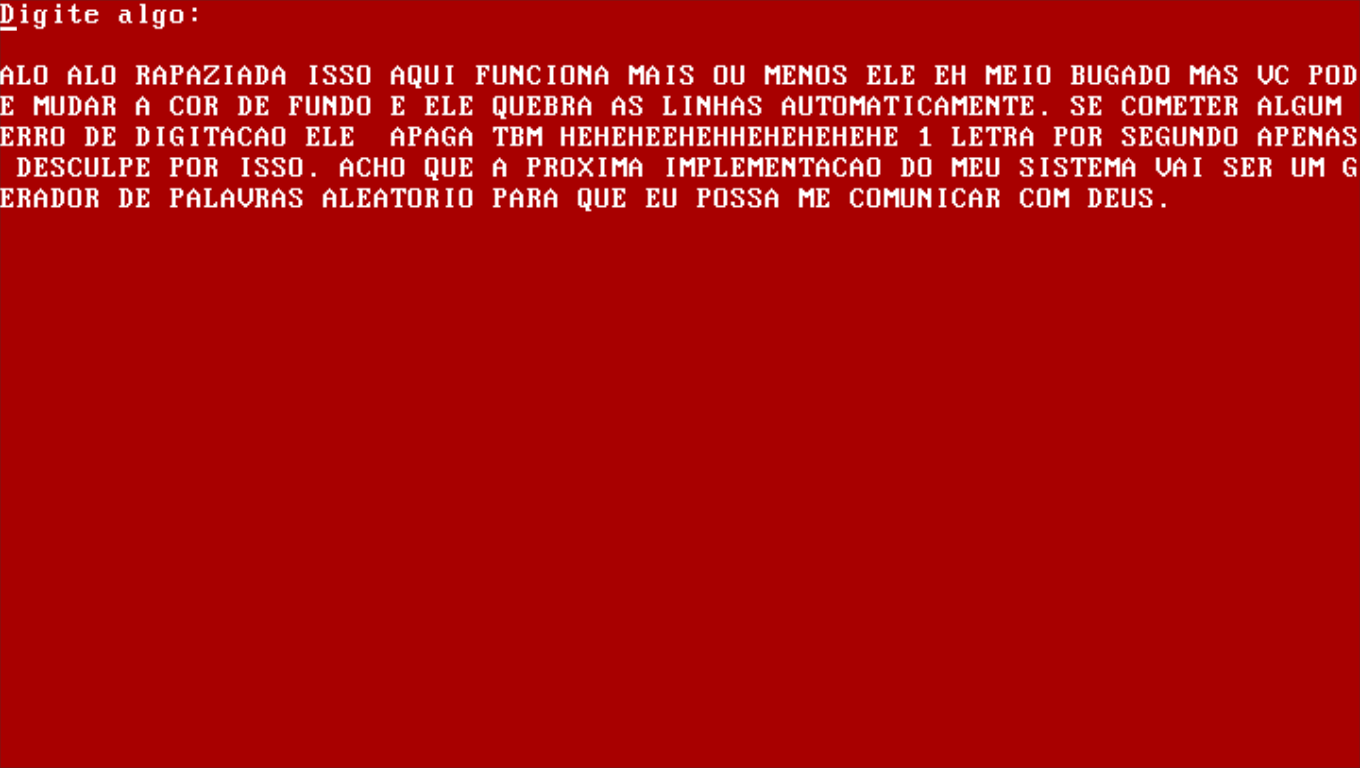 Digite algo:
ALO ALO RAPAZIADA ISSO AQUI FUNCIONA MAIS OU MENOS ELE EH MEIO BUGADO MAS VC POD
E MUDAR A COR DE FUNDO E ELE QUEBRA AS LINHAS AUTOMATICAMENTE. SE COMETER ALGUM
ERRO DE DIGITACAO ELE  APAGA TBM HEHEHEEHEHHEHEHEHEHE 1 LETRA POR SEGUNDO APENAS
 DESCULPE POR ISSO. ACHO QUE A PROXIMA IMPLEMENTACAO DO MEU SISTEMA VAI SER UM G
ERADOR DE PALAVRAS ALEATORIO PARA QUE EU POSSA ME COMUNICAR COM DEUS.